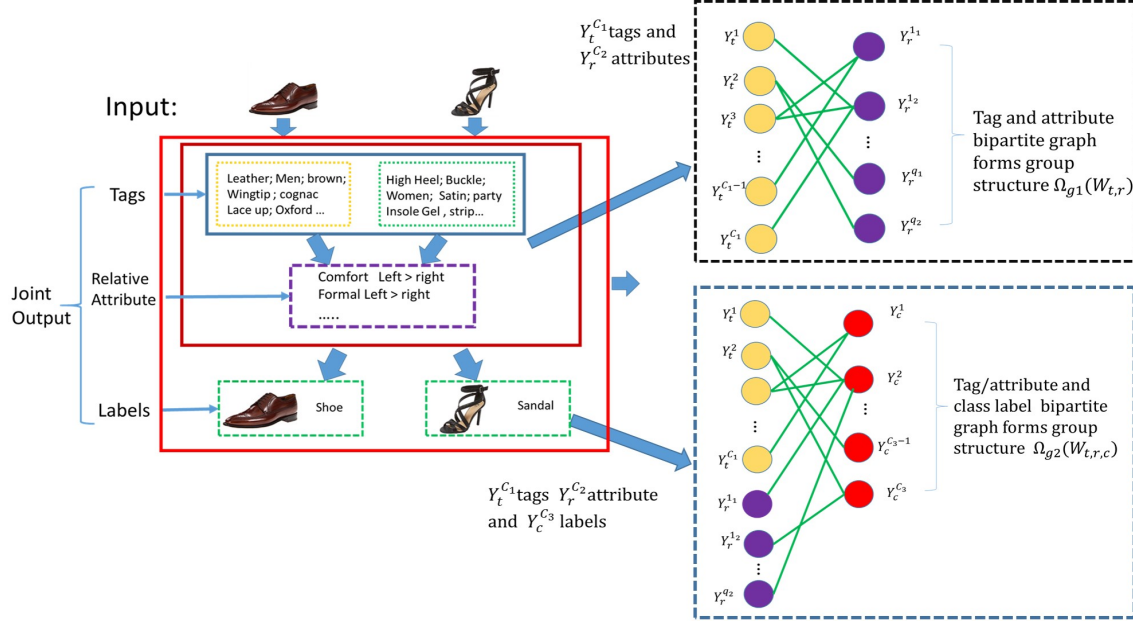 Input:
Joint
Output
Tags
Relative
Attribute
Labels
Leather; Men; brown;
Wingtip ; cognac
Lace up; Oxford ...
High Heel; Buckle;
Women; Satin; party
Insole Gel , strip...
Comfort Left > right
Formal Left > right
.....
Shoe
Sandal
Y_t^{C_1} tags and
Y_r^{C_2} attributes
Y_t^1
Y_t^2
Y_t^3
...
Y_t^{C_1-1}
Y_t^{C_1}
Y_r^{1_1}
Y_r^{1_2}
...
Y_r^{q_1}
Y_r^{q_2}
Tag and attribute
bipartite graph
forms group
structure Ω_{g1}(W_{t,r})
Y_t^{C_1} tags Y_r^{C_2} attribute
and Y_c^{C_3} labels
Y_t^1
Y_t^2
...
Y_t^{C_1}
Y_r^{1_1}
Y_r^{1_2}
...
Y_r^{q_2}
Y_c^1
Y_c^2
...
Y_c^{C_3-1}
Y_c^{C_3}
Tag/attribute and
class label bipartite
graph forms group
structure Ω_{g2}(W_{t,r,c})